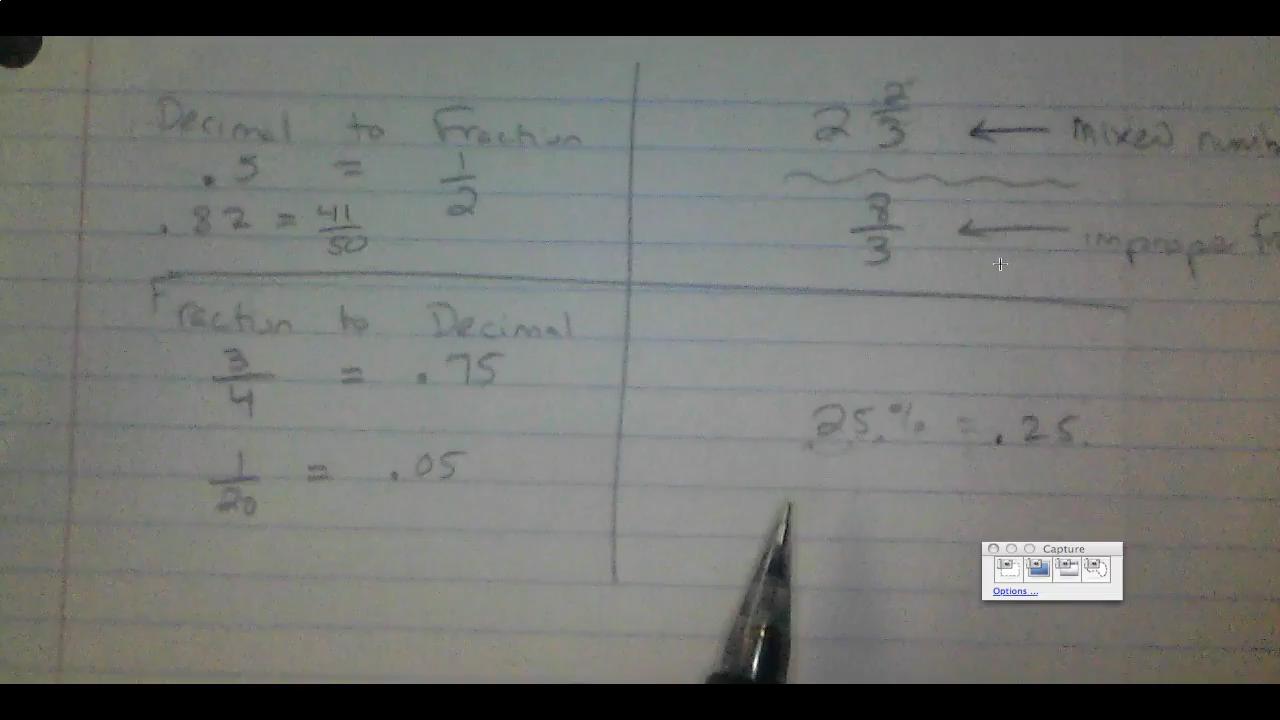 Decimal to Fraction
.5 = 1/2
.82 = 41/50
Fraction to Decimal
3/4 = .75
1/20 = .05
2 2/3 ← mixed
8/3 ← improper
25.% = .25.
Capture
Options ...